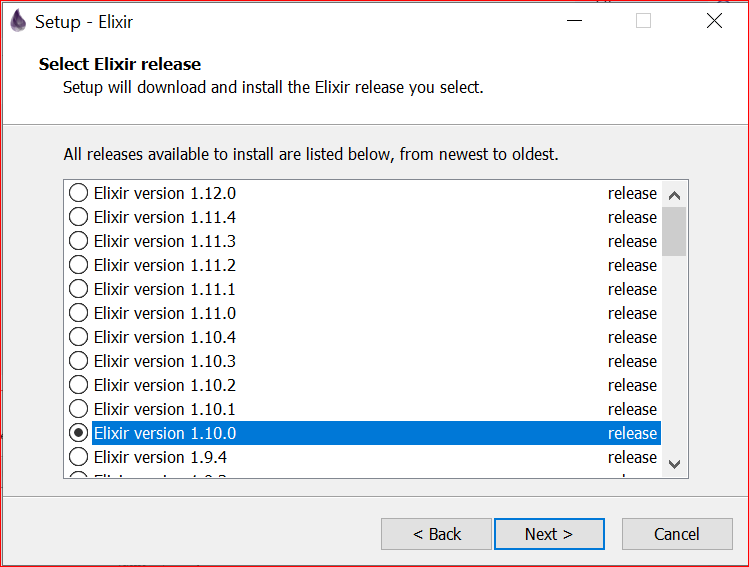 Setup - Elixir
Select Elixir release
Setup will download and install the Elixir release you select.
All releases available to install are listed below, from newest to oldest.
Elixir version 1.12.0 release
Elixir version 1.11.4 release
Elixir version 1.11.3 release
Elixir version 1.11.2 release
Elixir version 1.11.1 release
Elixir version 1.11.0 release
Elixir version 1.10.4 release
Elixir version 1.10.3 release
Elixir version 1.10.2 release
Elixir version 1.10.1 release
Elixir version 1.10.0 release
Elixir version 1.9.4 release
< Back Next > Cancel